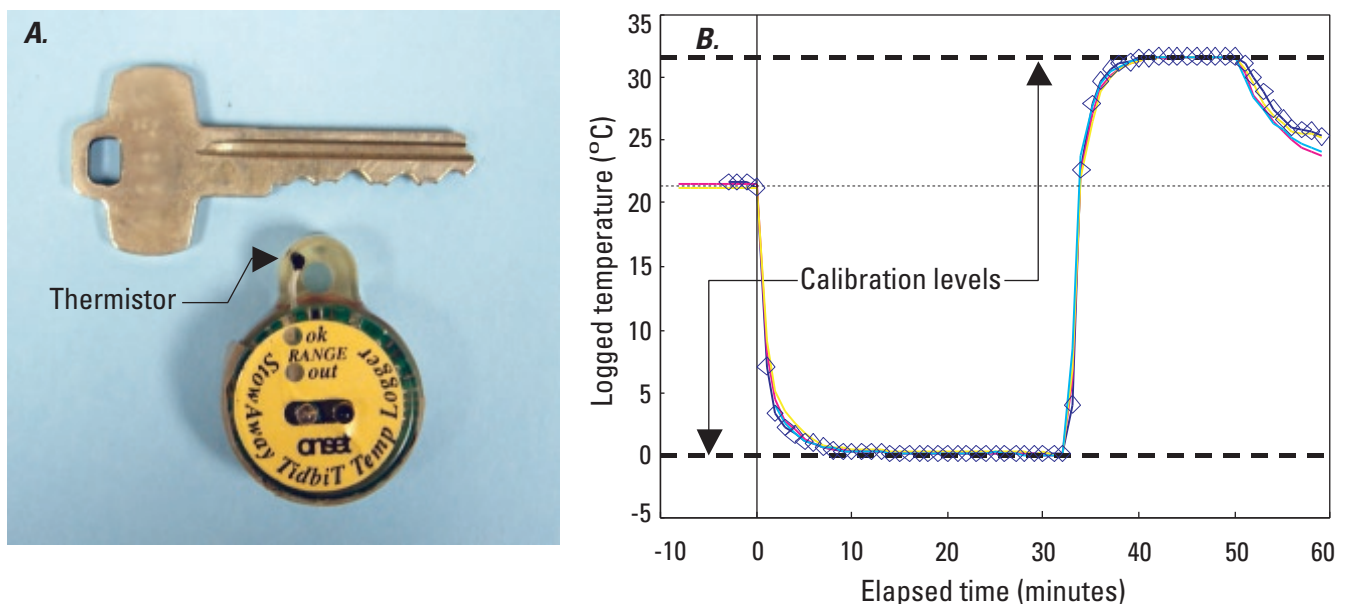 A.
Thermistor
ok
RANGE
out
onset
StowAway TidbiT Temp Logger
B.
Logged temperature (°C)
35
30
25
20
15
10
5
0
-5
Calibration levels
-10 0 10 20 30 40 50 60
Elapsed time (minutes)